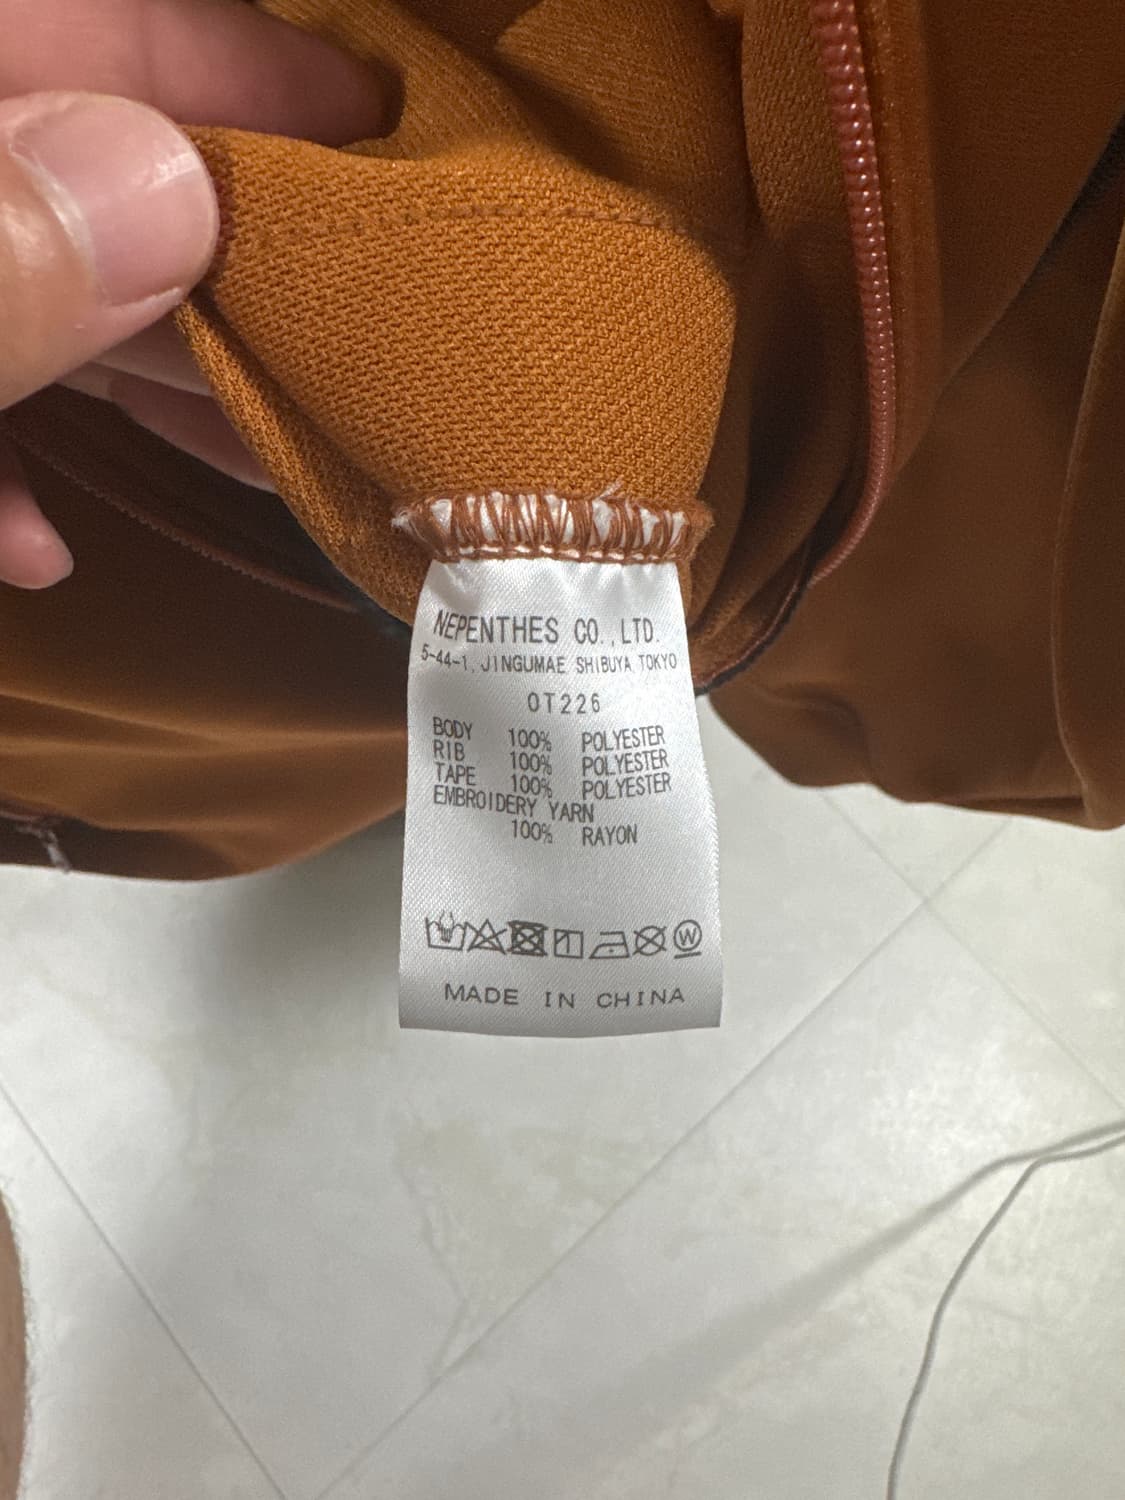 NEPENTHES CO.,LTD.
5-44-1, JINGUMAE SHIBUYA TOKYO
OT226
BODY 100% POLYESTER
RIB 100% POLYESTER
TAPE 100% POLYESTER
EMBROIDERY YARN
100% RAYON
W
MADE IN CHINA